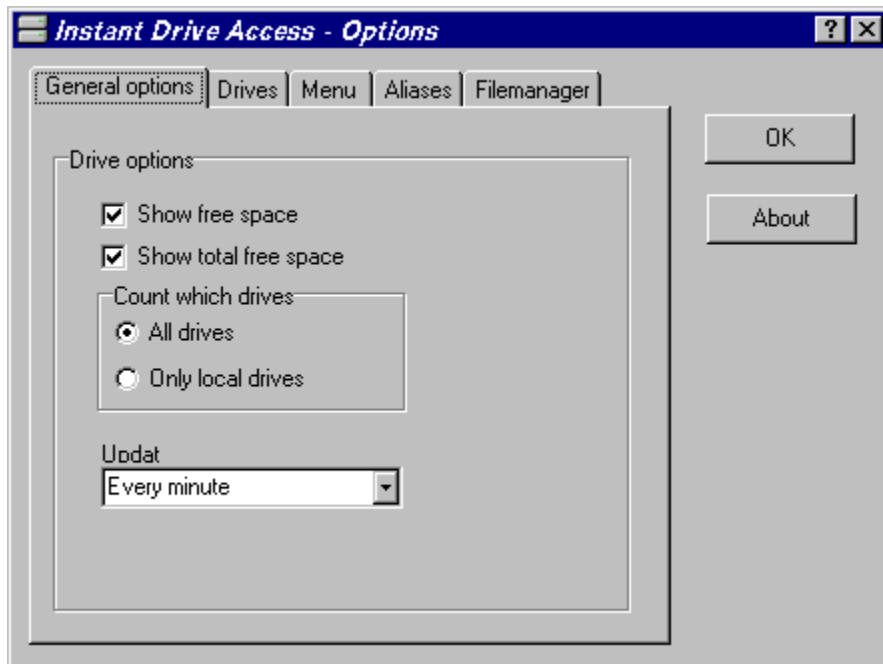 Instant Drive Access - Options
General options Drives Menu Aliases Filemanager
OK
Drive options
About
Show free space
Show total free space
Count which drives
All drives
Only local drives
Updat
Every minute